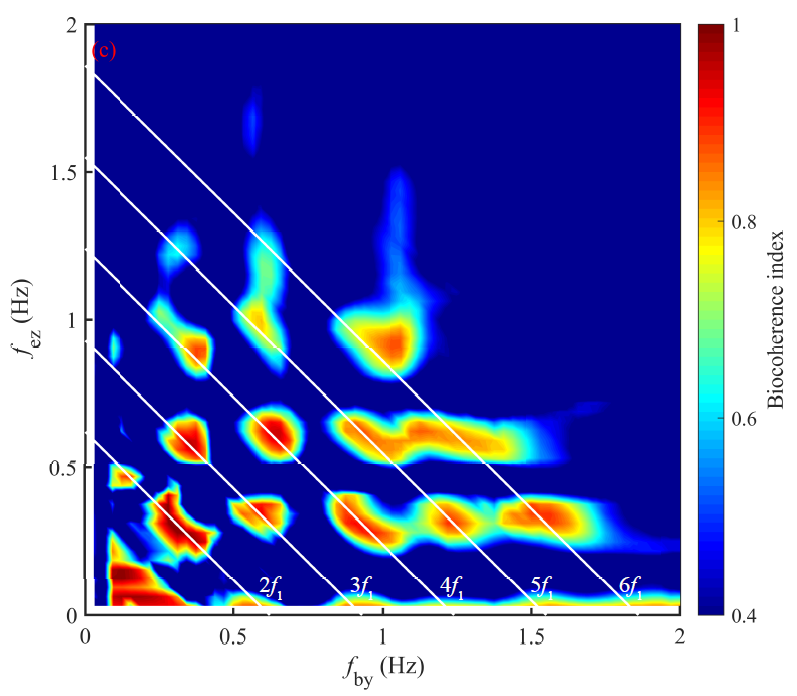 (c)
2
1.5
1
0.5
0
f_ez (Hz)
2f₁
3f₁
4f₁
5f₁
6f₁
0
0.5
1
1.5
2
f_by (Hz)
1
0.8
0.6
0.4
Biocoherence index